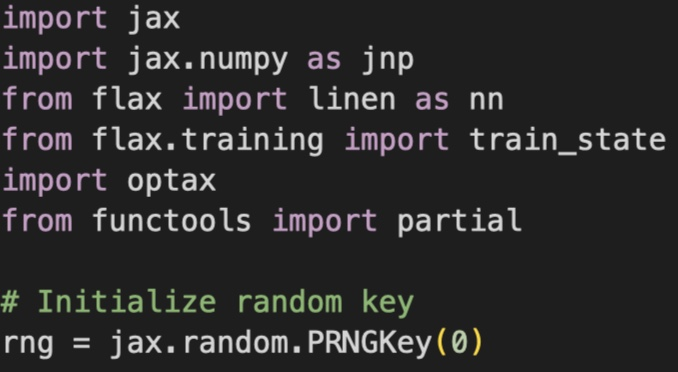 import jax
import jax.numpy as jnp
from flax import linen as nn
from flax.training import train_state
import optax
from functools import partial

# Initialize random key
rng = jax.random.PRNGKey(0)